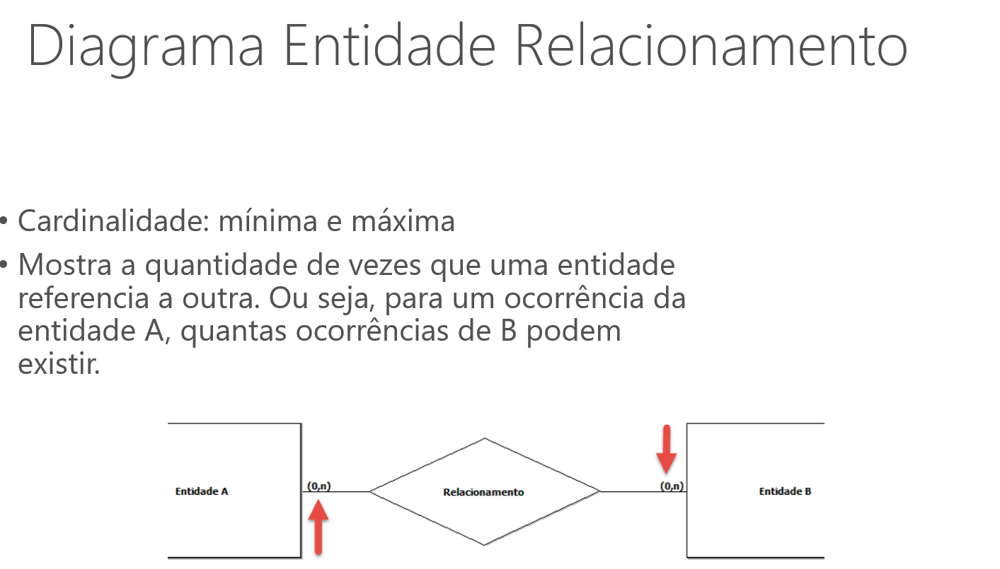 Diagrama Entidade Relacionamento
• Cardinalidade: mínima e máxima
• Mostra a quantidade de vezes que uma entidade
referencia a outra. Ou seja, para um ocorrência da
entidade A, quantas ocorrências de B podem
existir.
Entidade A (0,n) Relacionamento (0,n) Entidade B